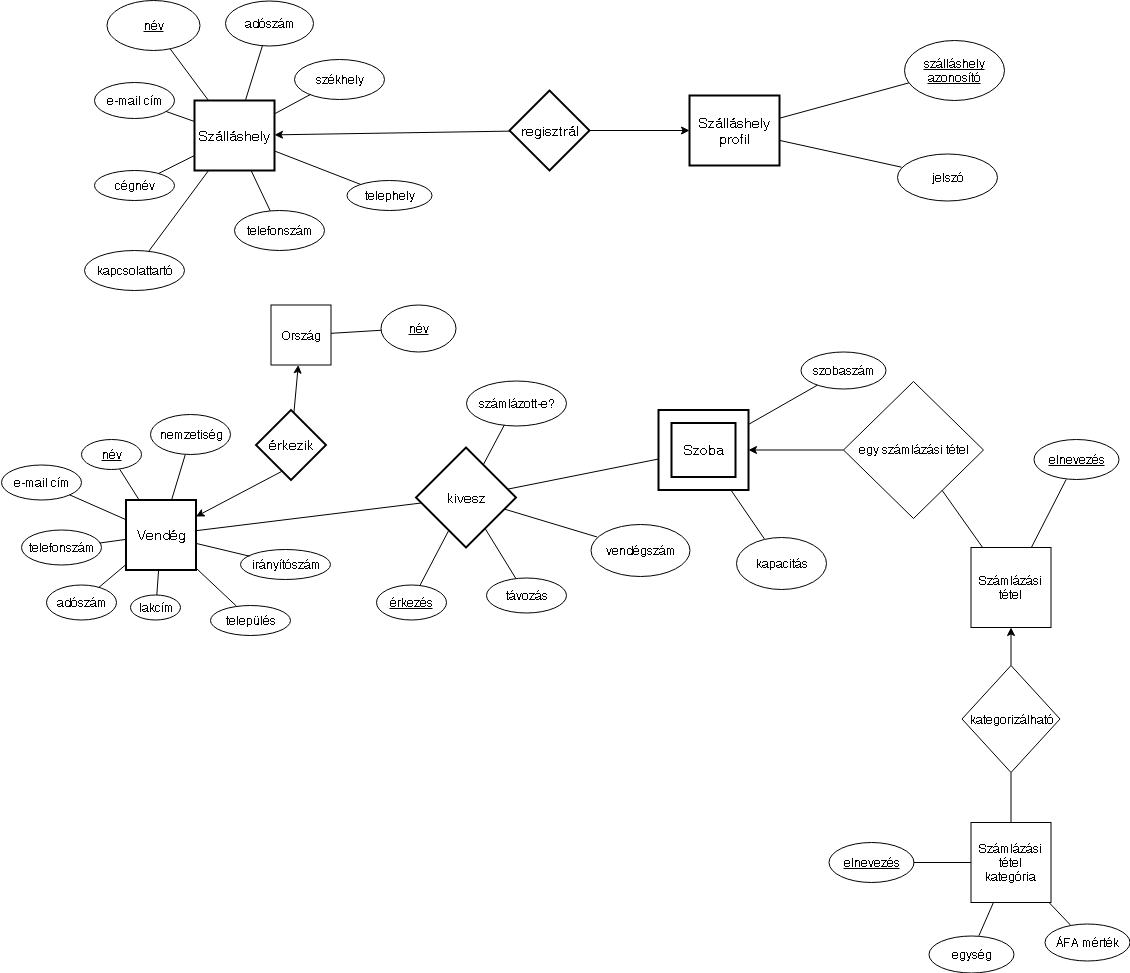 név
adószám
székhely
szálláshely
azonosító
e-mail cím
Szálláshely
regisztrál
Szálláshely
profil
cégnév
telephely
jelszó
telefonszám
kapcsolattartó
Ország
név
szobaszám
számlázott-e?
nemzetiség
név
érkezik
Szoba
egy számlázási tétel
elnevezés
e-mail cím
kivesz
Vendég
telefonszám
irányítószám
vendégszám
kapacitás
Számlázási
tétel
adószám
lakcím
település
érkezés
távozás
kategorizálható
elnevezés
Számlázási
tétel
kategória
egység
ÁFA mérték